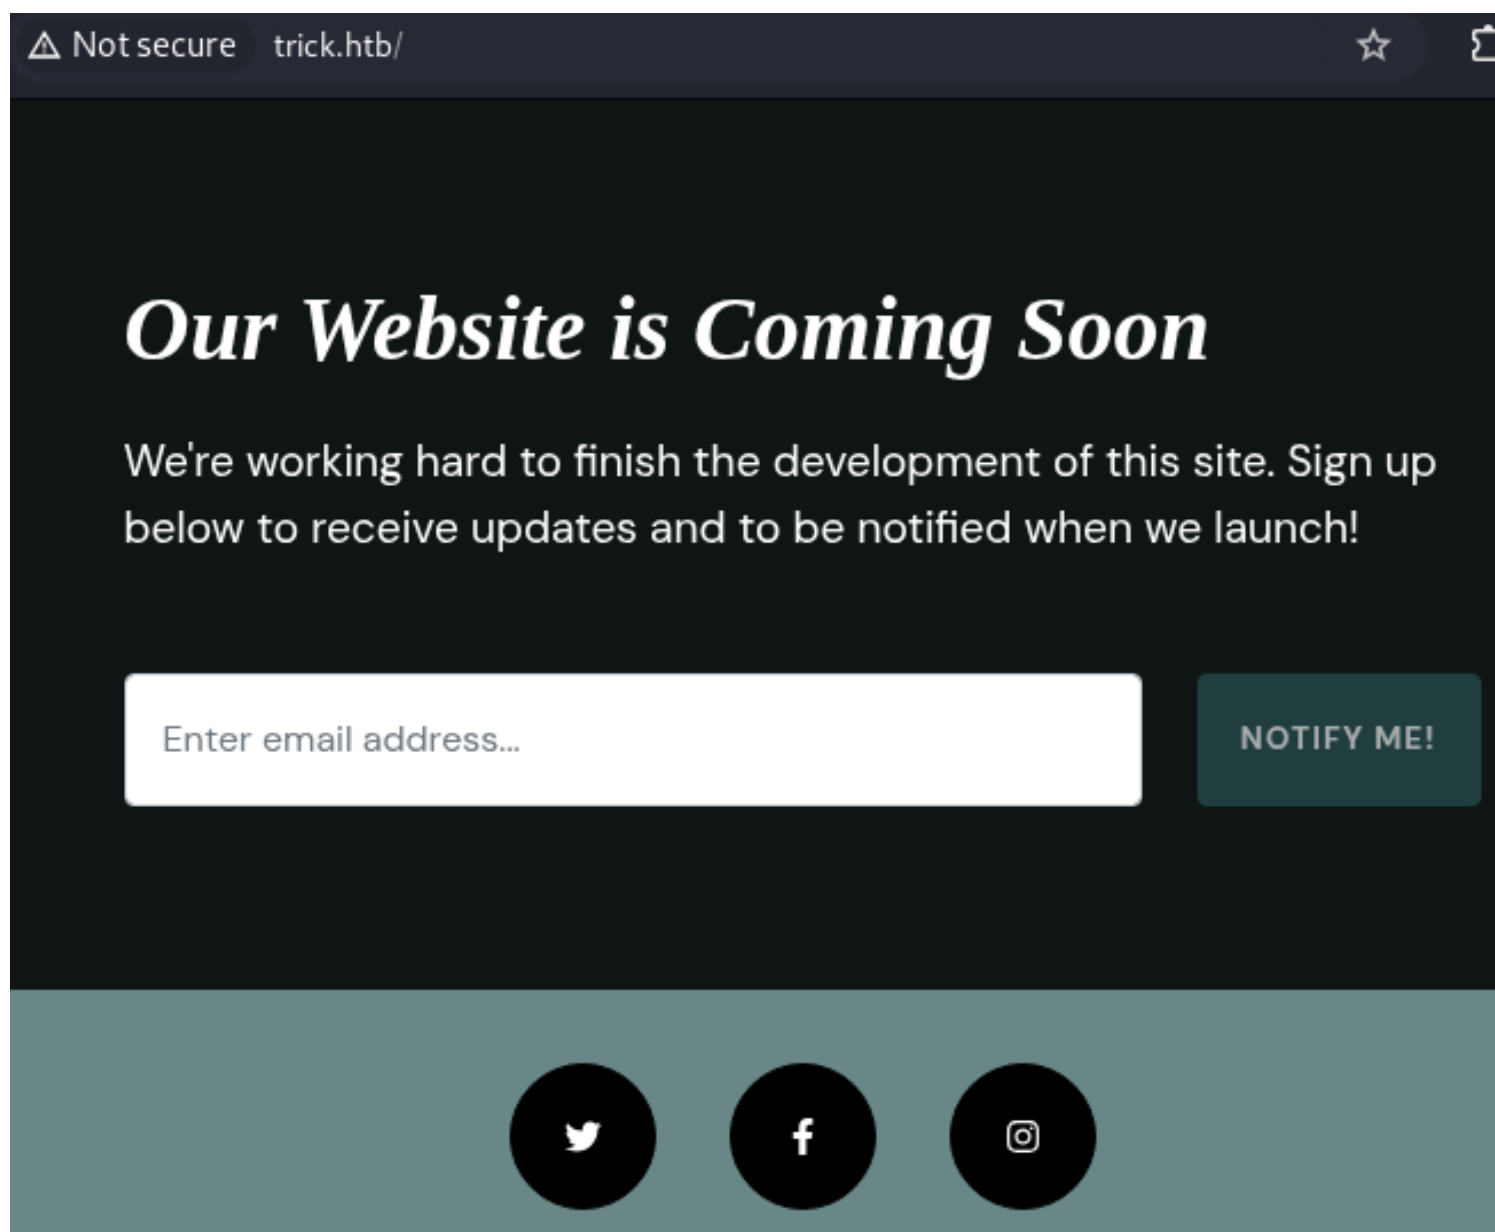 Not secure trick.htb/
Our Website is Coming Soon
We're working hard to finish the development of this site. Sign up
below to receive updates and to be notified when we launch!
Enter email address... NOTIFY ME!